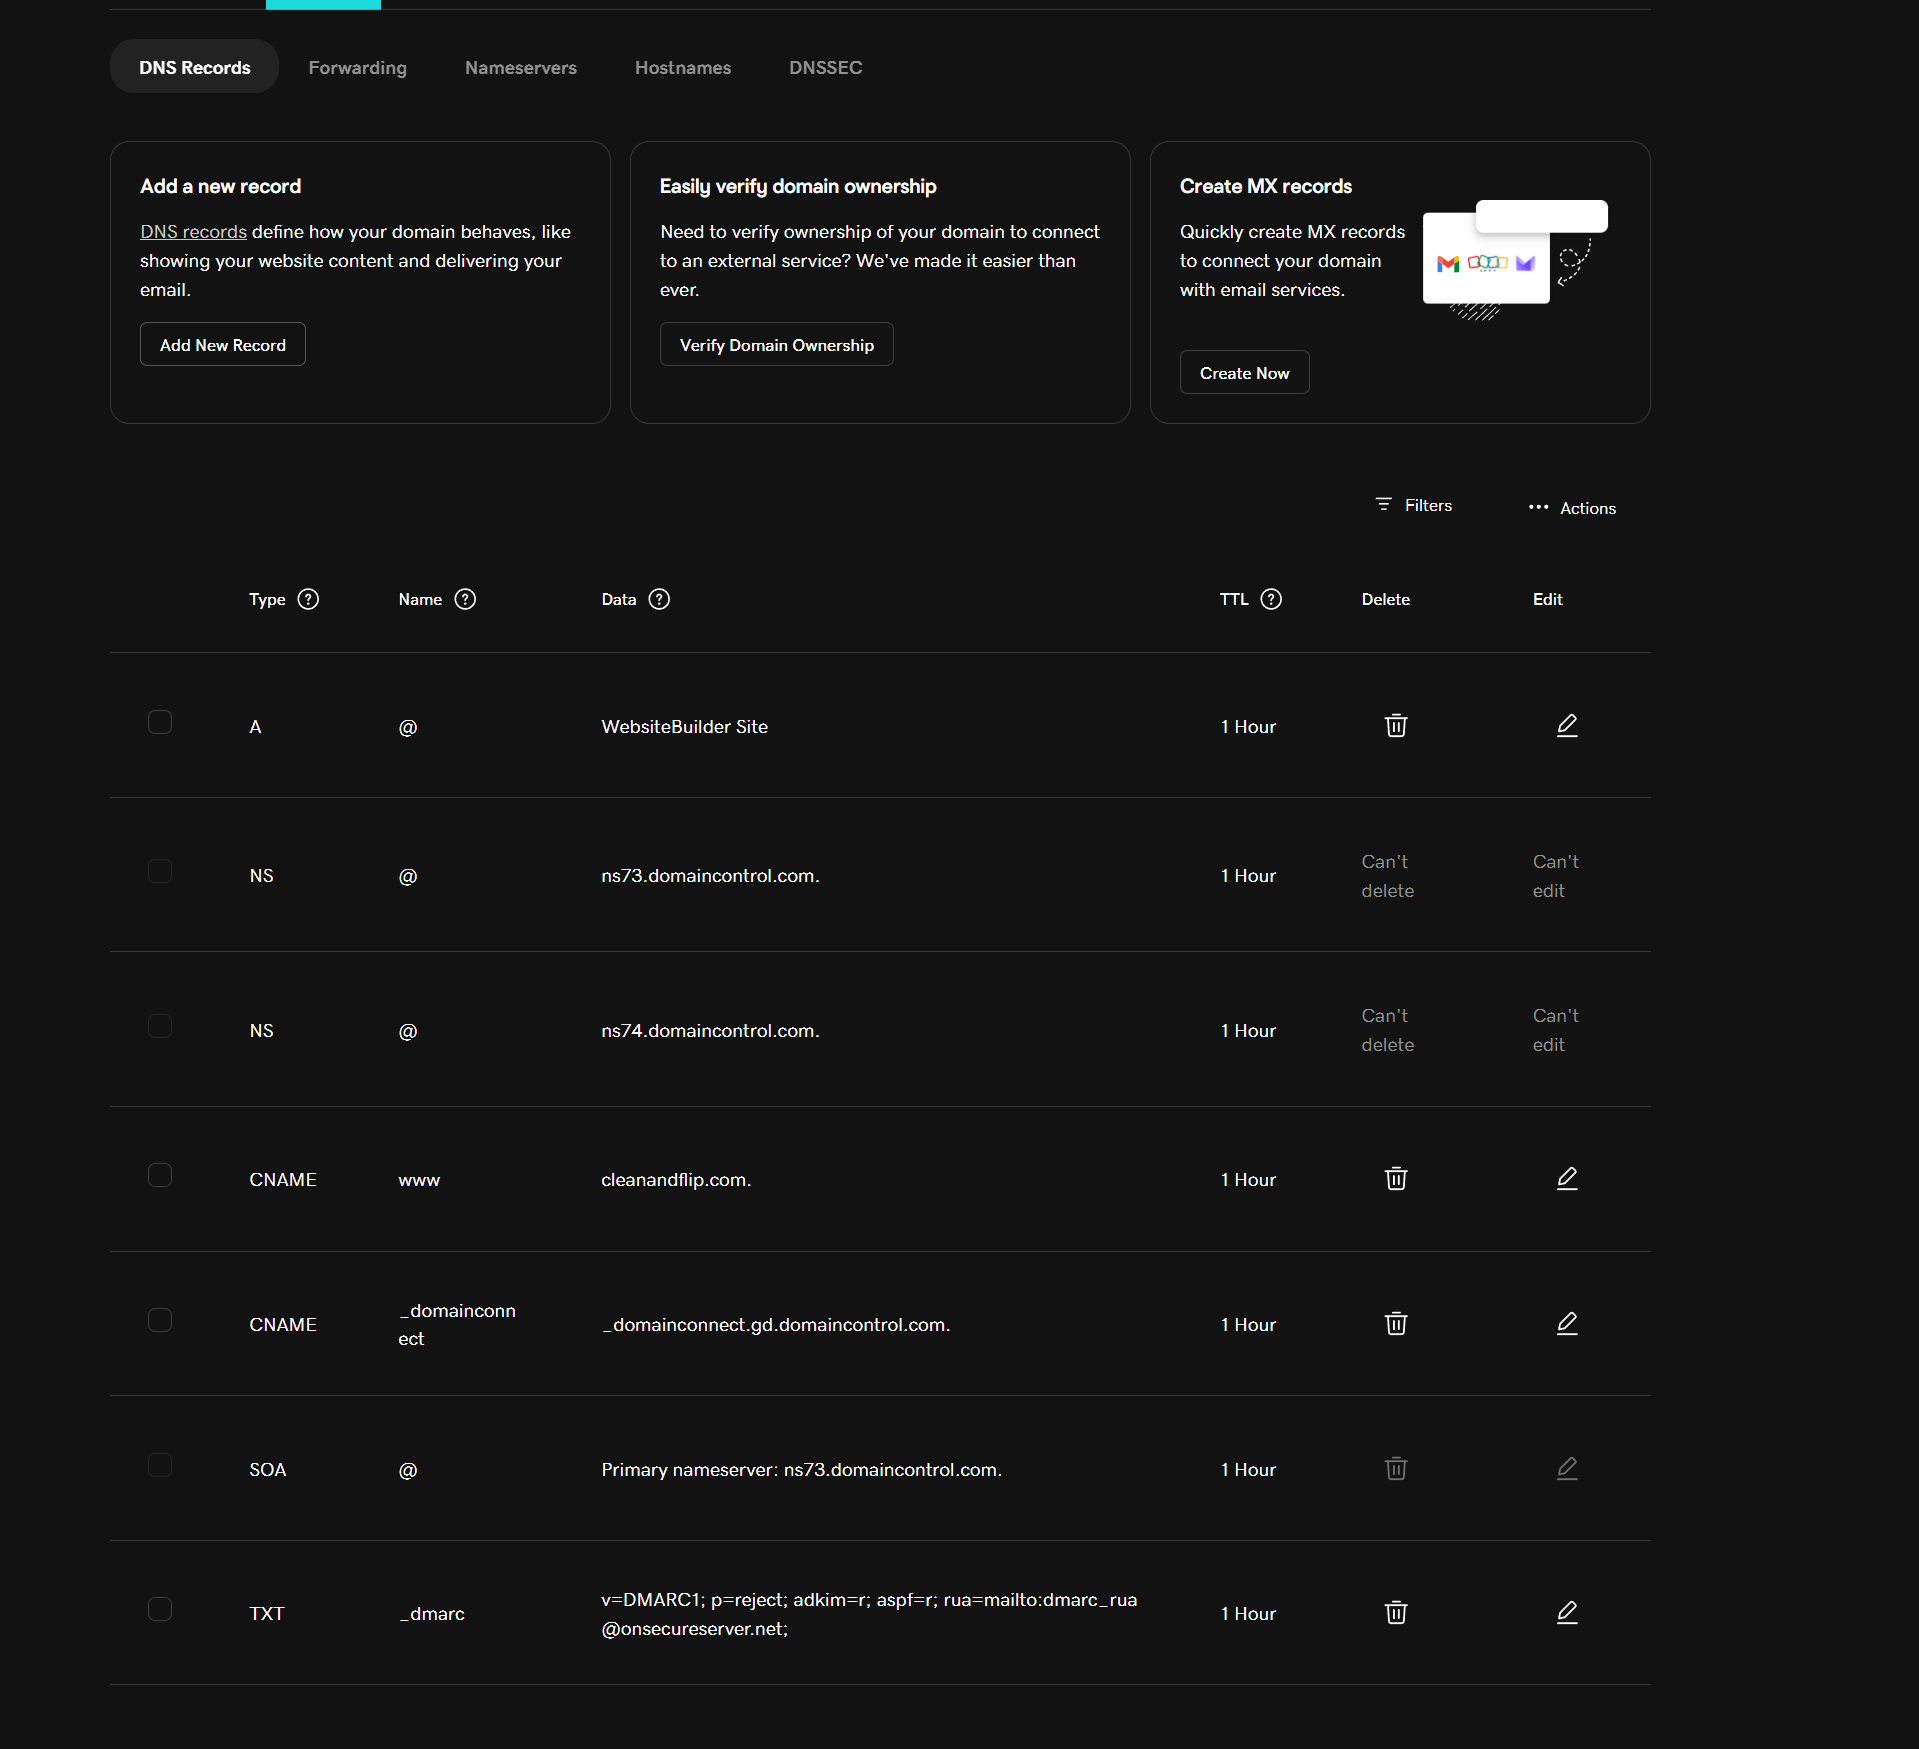 DNS Records Forwarding Nameservers Hostnames DNSSEC
Add a new record
DNS records define how your domain behaves, like
showing your website content and delivering your
email.
Add New Record
Easily verify domain ownership
Need to verify ownership of your domain to connect
to an external service? We've made it easier than
ever.
Verify Domain Ownership
Create MX records
Quickly create MX records
to connect your domain
with email services.
Create Now
Filters Actions
Type Name Data TTL Delete Edit
A @ WebsiteBuilder Site 1 Hour
NS @ ns73.domaincontrol.com. 1 Hour Can't delete Can't edit
NS @ ns74.domaincontrol.com. 1 Hour Can't delete Can't edit
CNAME www cleanandflip.com. 1 Hour
CNAME _domainconn
ect _domainconnect.gd.domaincontrol.com. 1 Hour
SOA @ Primary nameserver: ns73.domaincontrol.com. 1 Hour
TXT _dmarc v=DMARC1; p=reject; adkim=r; aspf=r; rua=mailto:dmarc_rua
@onsecureserver.net; 1 Hour